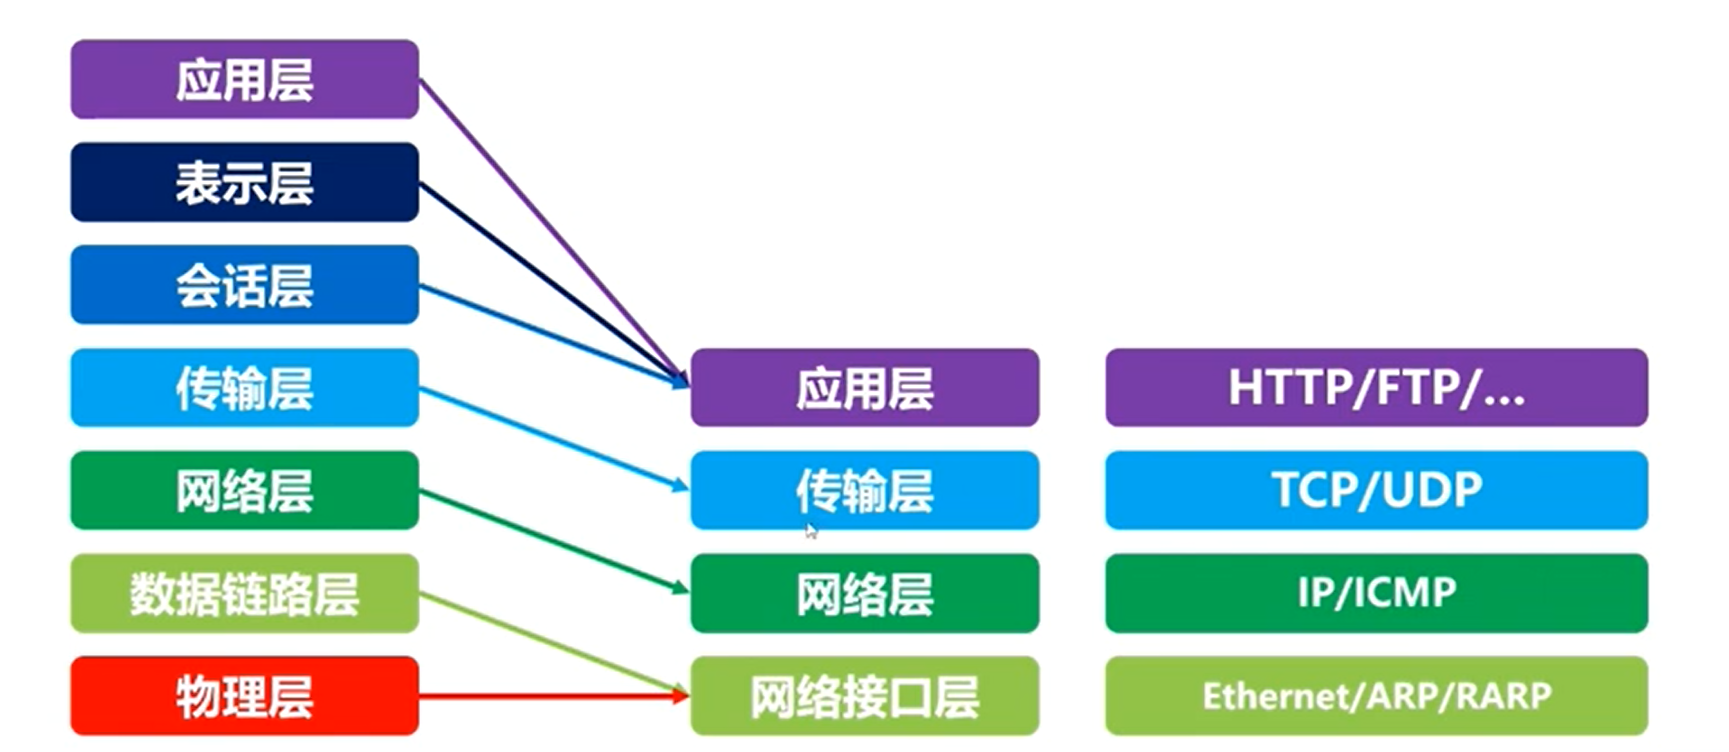 应用层
表示层
会话层
传输层
网络层
数据链路层
物理层
应用层
传输层
网络层
网络接口层
HTTP/FTP/...
TCP/UDP
IP/ICMP
Ethernet/ARP/RARP